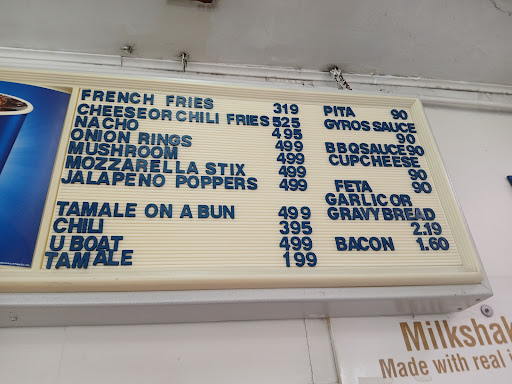 FRENCH FRIES 319
CHEESE OR CHILI FRIES 525
NACHO 495
ONION RINGS 499
MUSHROOM 499
MOZZARELLA STIX 499
JALAPENO POPPERS 499
TAMALE ON A BUN 499
CHILI 395
U BOAT 499
TAMALE 199
PITA 90
GYROS SAUCE
90
BBQ SAUCE 90
CUP CHEESE
90
FETA 90
GARLIC OR
GRAVY BREAD
2.19
BACON 1.60
Milkshak
Made with real i